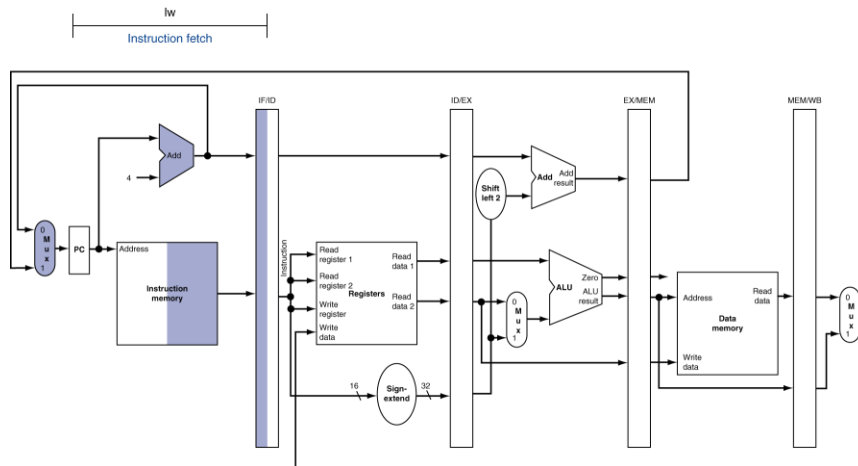 lw
Instruction fetch
IF/ID
ID/EX
EX/MEM
MEM/WB
Add
4
Shift
left 2
Add
Add
result
0
M
u
x
1
PC
Address
Instruction
memory
Instruction
Read
register 1
Read
register 2
Write
register
Write
data
Registers
Read
data 1
Read
data 2
0
M
u
x
1
Zero
ALU
ALU
result
Address
Write
data
Data
memory
Read
data
0
M
u
x
1
16
Sign-
extend
32